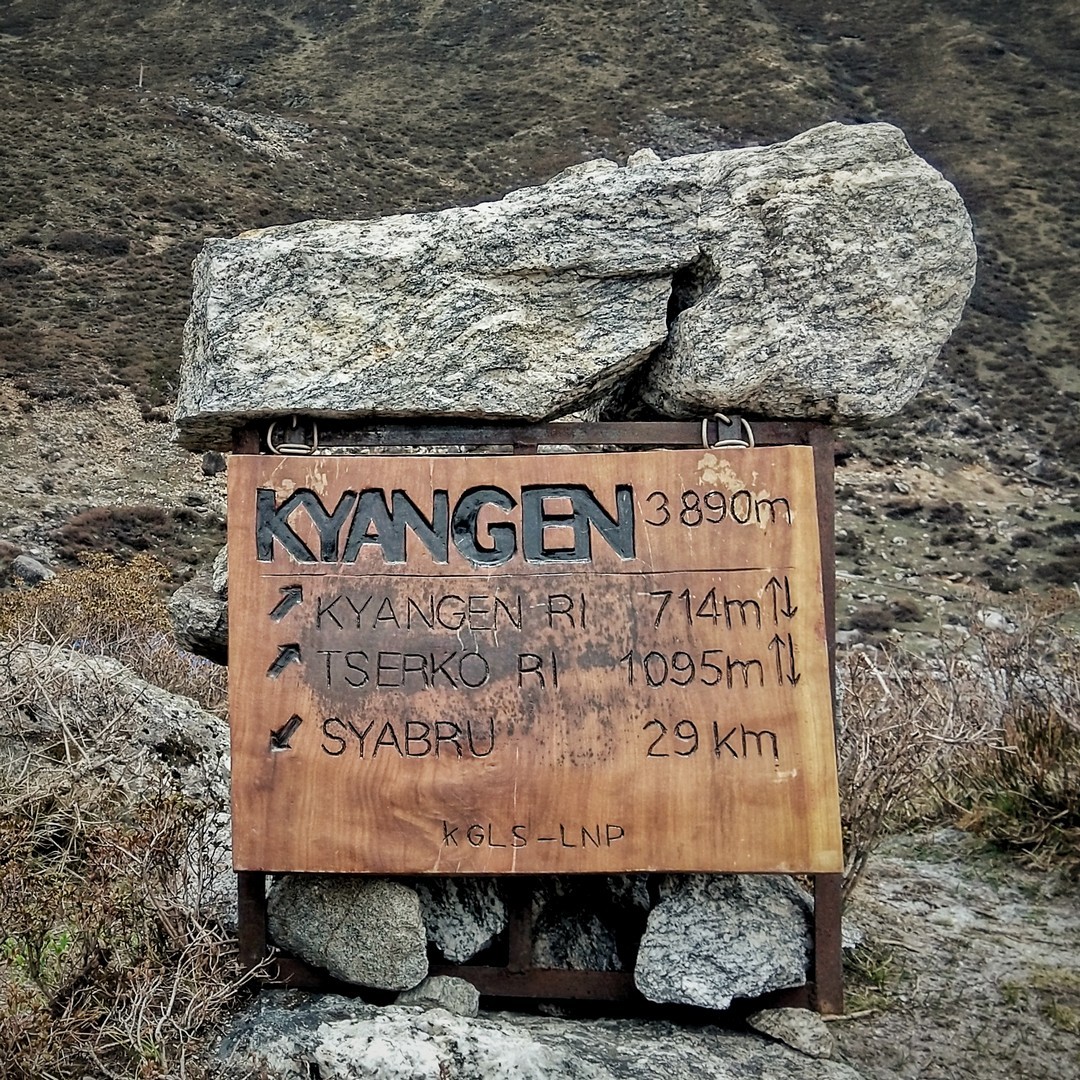 KYANGEN 3890m
↗ KYANGEN RI 714m ↑↓
↗ TSERKO RI 1095m ↑↓
↙ SYABRU 29 km
KGLS-LNP